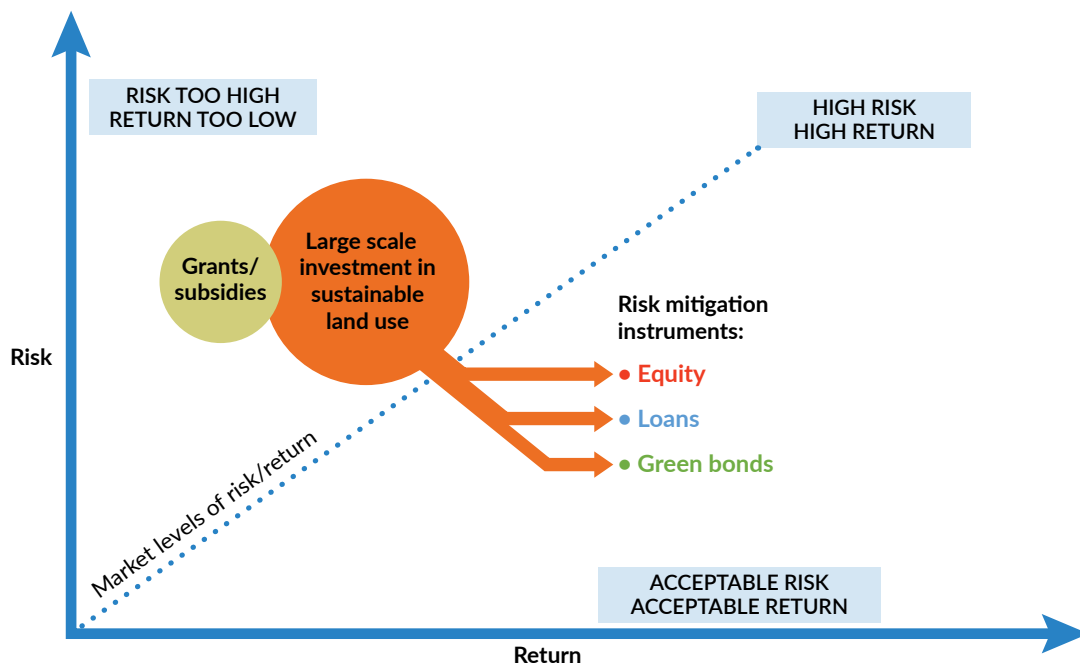 RISK TOO HIGH
RETURN TOO LOW
HIGH RISK
HIGH RETURN
Grants/
subsidies
Large scale
investment in
sustainable
land use
Risk mitigation
instruments:
Risk
• Equity
• Loans
• Green bonds
Market levels of risk/return
ACCEPTABLE RISK
ACCEPTABLE RETURN
Return